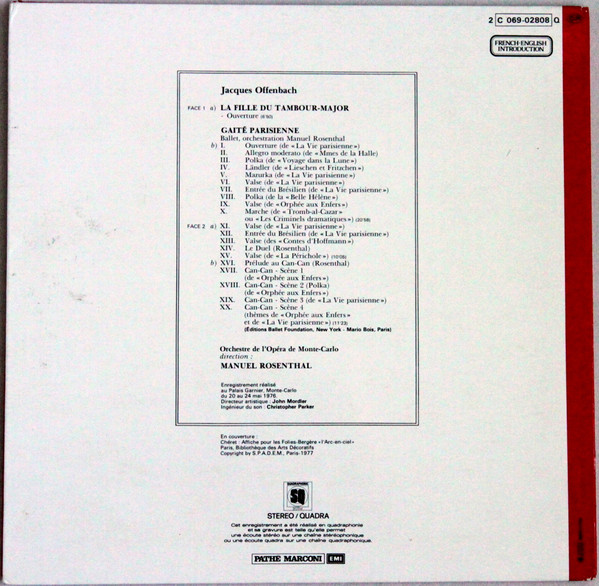 2 C 069-02808 Q
FRENCH-ENGLISH
INTRODUCTION
Jacques Offenbach
FACE 1 a) LA FILLE DU TAMBOUR-MAJOR
- Ouverture
GAITÉ PARISIENNE
Ballet, orchestration Manuel Rosenthal
b) I. Ouverture (de «La Vie parisienne»)
II. Allegro moderato (de «Mmes de la Halle)
III. Polka (de «Voyage dans la Lune»)
IV. Ländler (de «Lieschen et Fritzchen»)
V. Mazurka (de «La Vie parisienne»)
VI. Valse (de «La Vie parisienne»)
VII. Entrée du Brésilien (de «La Vie parisienne»)
VIII. Polka (de la «Belle Hélène»)
IX. Valse (de «Orphée aux Enfers»)
X. Marche (de «Tromb-al-Cazar»
ou «Les Criminels dramatiques»)
FACE 2 a) XI. Valse (de «La Vie parisienne»)
XII. Entrée du Brésilien (de «La Vie parisienne»)
XIII. Valse (des «Contes d'Hoffmann»)
XIV. Le Duel (Rosenthal)
XV. Valse (de «La Périchole») (10'05)
b) XVI. Prélude au Can-Can (Rosenthal)
XVII. Can-Can - Scène 1
(de «Orphée aux Enfers»)
XVIII. Can-Can - Scène 2 (Polka)
(de «Orphée aux Enfers»)
XIX. Can-Can - Scène 3 (de «La Vie parisienne»)
XX. Can-Can - Scène 4
(thèmes de «Orphée aux Enfers»
et de «La Vie parisienne») (11'23)
(Éditions Ballet Foundation, New York - Mario Bois, Paris)
Orchestre de l'Opéra de Monte-Carlo
direction :
MANUEL ROSENTHAL
Enregistrement réalisé
au Palais Garnier, Monte-Carlo
du 20 au 24 mai 1976.
Directeur artistique : John Mordler
Ingénieur du son : Christopher Parker
En couverture :
Chéret : Affiche pour les Folies-Bergère «l'Arc-en-ciel»
Paris, Bibliothèque des Arts Décoratifs
Copyright by S.P.A.D.E.M., Paris-1977
QUADRAPHONIC
SQ
STEREO/QUADRA
Cet enregistrement a été réalisé en quadraphonie
et se gravure est telle qu'elle permet
une écoute stéréo sur une chaîne stéréophonique
ou une écoute quadra sur une chaîne quadraphonique.
PATHE MARCONI EMI